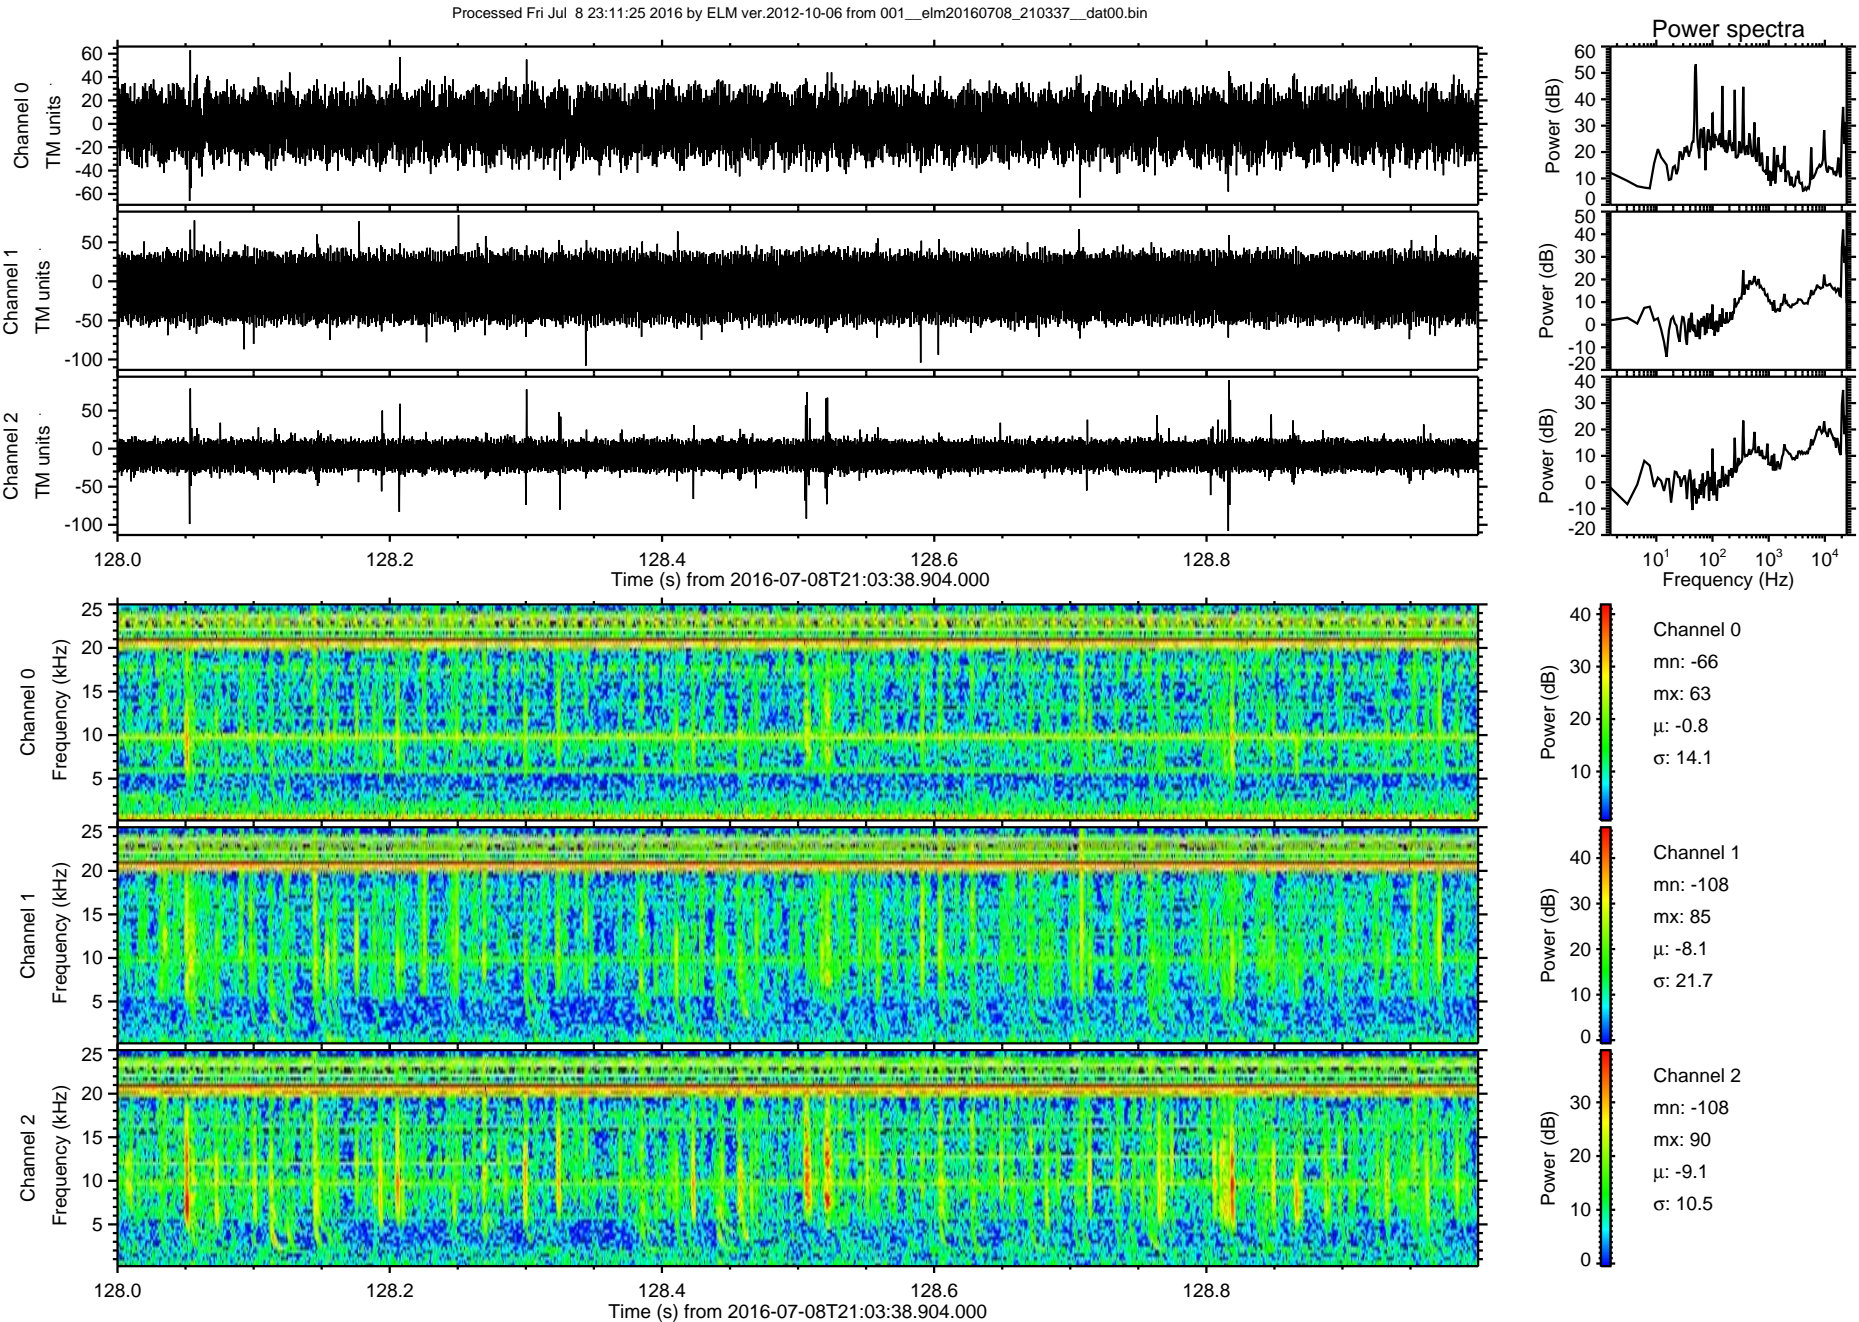 Processed Fri Jul  8 23:11:25 2016 by ELM ver.2012-10-06 from 001__elm20160708_210337__dat00.bin
Power spectra
Channel 0
TM units
60
40
20
0
-20
-40
-60
Power (dB)
60
50
40
30
20
10
0
Channel 1
TM units
50
0
-50
-100
Power (dB)
50
40
30
20
10
0
-10
-20
Channel 2
TM units
50
0
-50
-100
Power (dB)
40
30
20
10
0
-10
-20
128.0 128.2 128.4 128.6 128.8
Time (s) from 2016-07-08T21:03:38.904.000
10¹ 10² 10³ 10⁴
Frequency (Hz)
Channel 0
Frequency (kHz)
25
20
15
10
5
Power (dB)
40
30
20
10
Channel 0
mn: -66
mx: 63
μ: -0.8
σ: 14.1
Channel 1
Frequency (kHz)
25
20
15
10
5
Power (dB)
40
30
20
10
0
Channel 1
mn: -108
mx: 85
μ: -8.1
σ: 21.7
Channel 2
Frequency (kHz)
25
20
15
10
5
Power (dB)
30
20
10
0
Channel 2
mn: -108
mx: 90
μ: -9.1
σ: 10.5
128.0 128.2 128.4 128.6 128.8
Time (s) from 2016-07-08T21:03:38.904.000